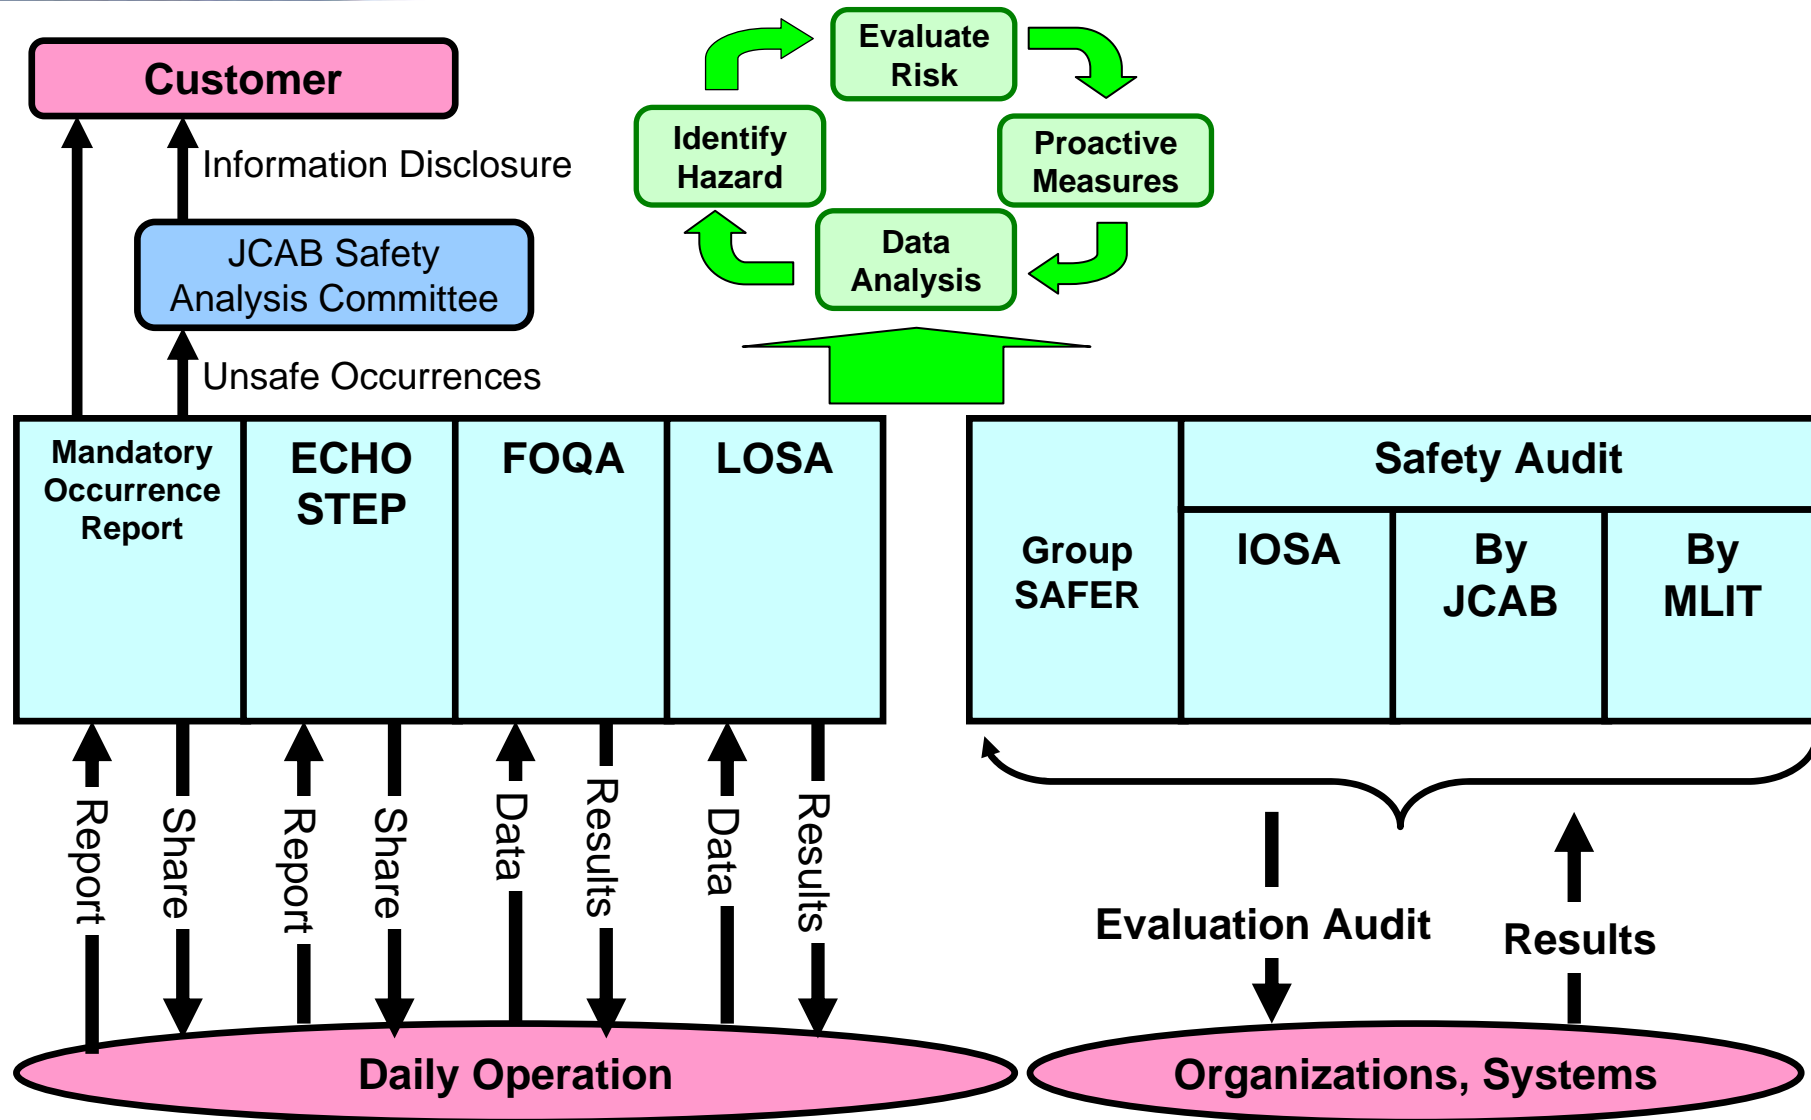 Customer
Information Disclosure
JCAB Safety
Analysis Committee
Unsafe Occurrences
Evaluate
Risk
Identify
Hazard
Proactive
Measures
Data
Analysis
Mandatory
Occurrence
Report
ECHO
STEP
FOQA
LOSA
Group
SAFER
Safety Audit
IOSA
By
JCAB
By
MLIT
Report
Share
Report
Share
Data
Results
Data
Results
Evaluation Audit
Results
Daily Operation
Organizations, Systems